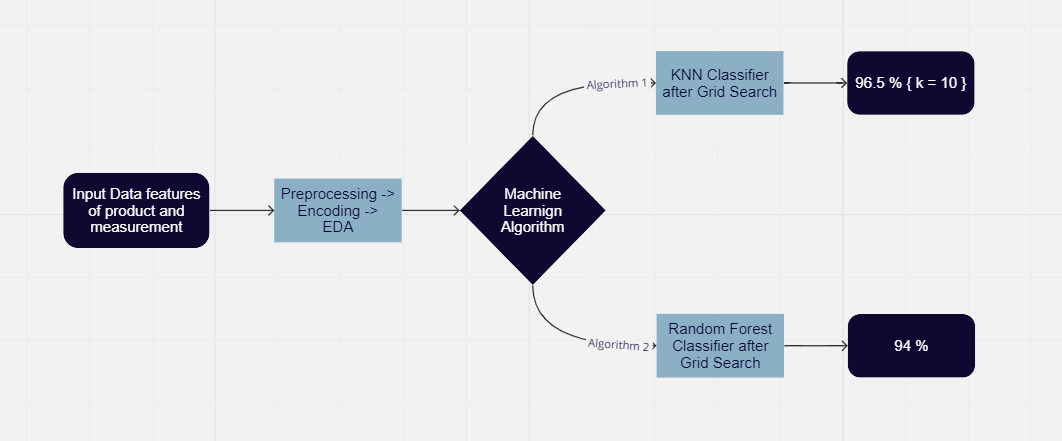 Input Data features
of product and
measurement
Preprocessing ->
Encoding ->
EDA
Machine
Learnign
Algorithm
Algorithm 1
KNN Classifier
after Grid Search
96.5 % { k = 10 }
Algorithm 2
Random Forest
Classifier after
Grid Search
94 %